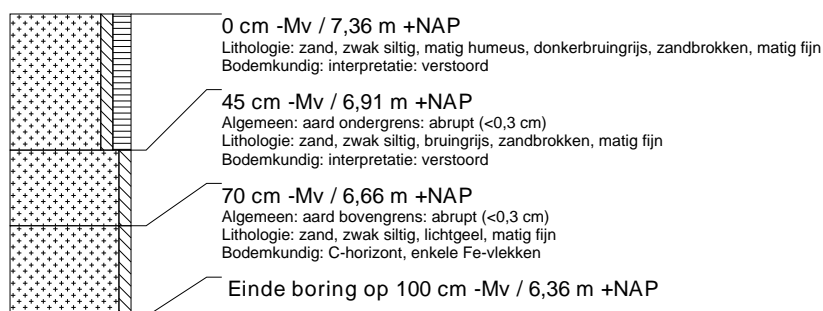 0 cm -Mv / 7,36 m +NAP
Lithologie: zand, zwak siltig, matig humeus, donkerbruingrijs, zandbrokken, matig fijn
Bodemkundig: interpretatie: verstoord
45 cm -Mv / 6,91 m +NAP
Algemeen: aard ondergrens: abrupt (<0,3 cm)
Lithologie: zand, zwak siltig, bruingrijs, zandbrokken, matig fijn
Bodemkundig: interpretatie: verstoord
70 cm -Mv / 6,66 m +NAP
Algemeen: aard bovengrens: abrupt (<0,3 cm)
Lithologie: zand, zwak siltig, lichtgeel, matig fijn
Bodemkundig: C-horizont, enkele Fe-vlekken
Einde boring op 100 cm -Mv / 6,36 m +NAP